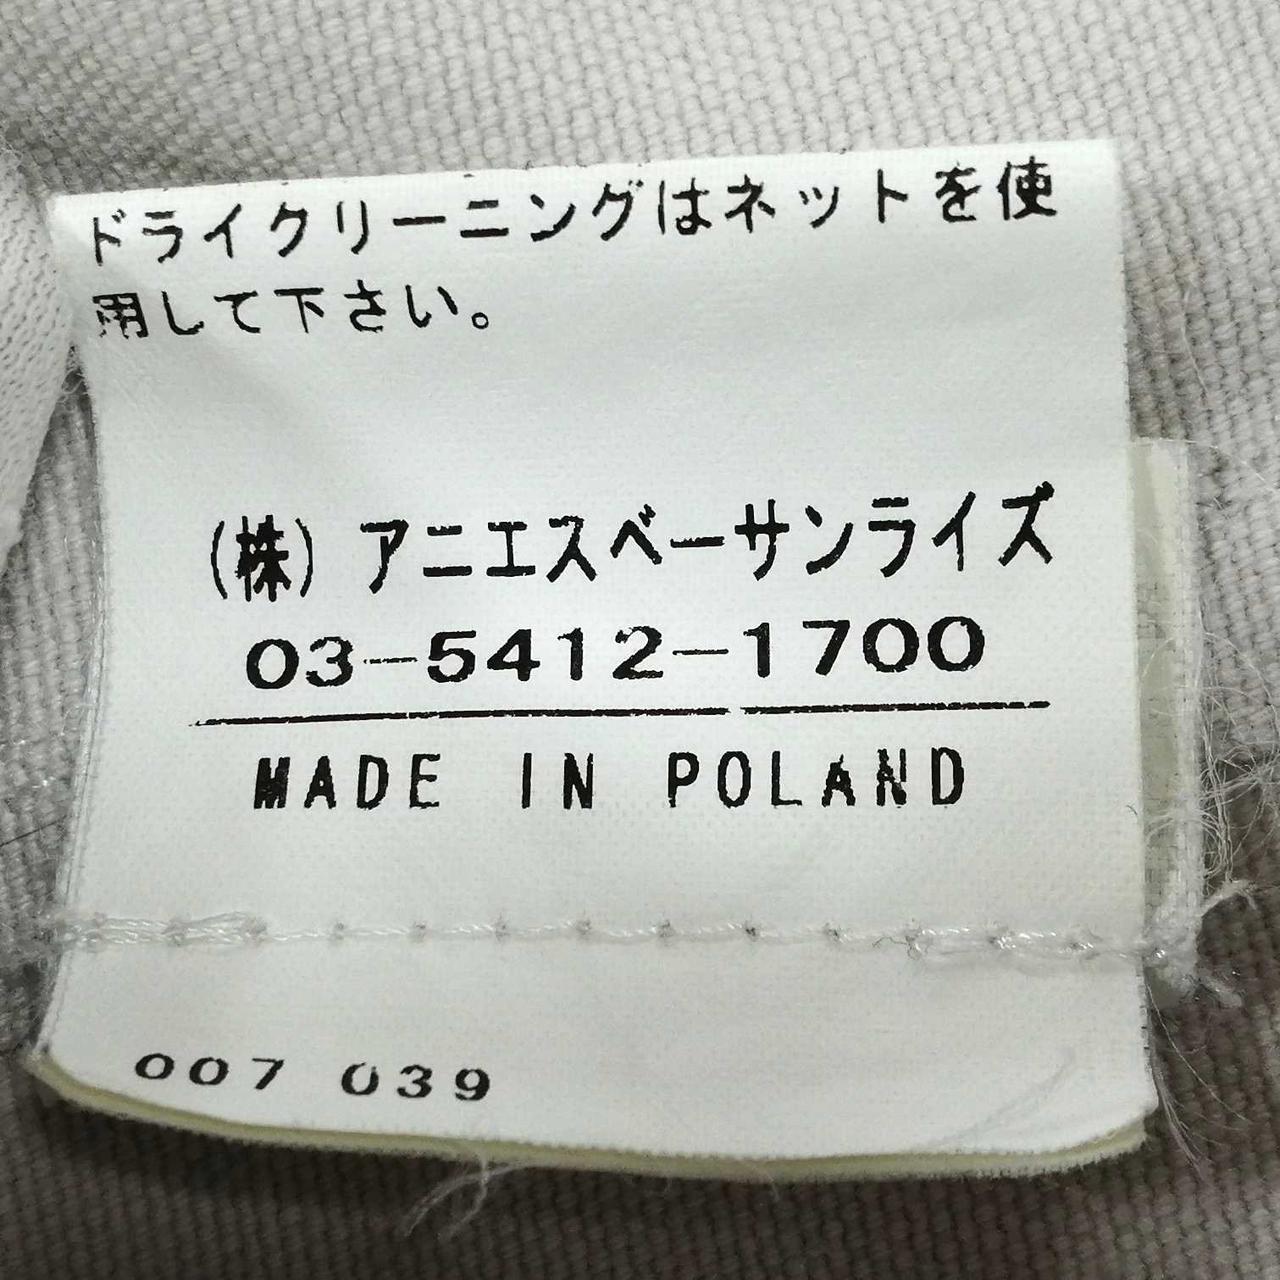 ドライクリーニングはネットを使
用して下さい。
(株)アニエスベーサンライズ
03-5412-1700
MADE IN POLAND
007 039